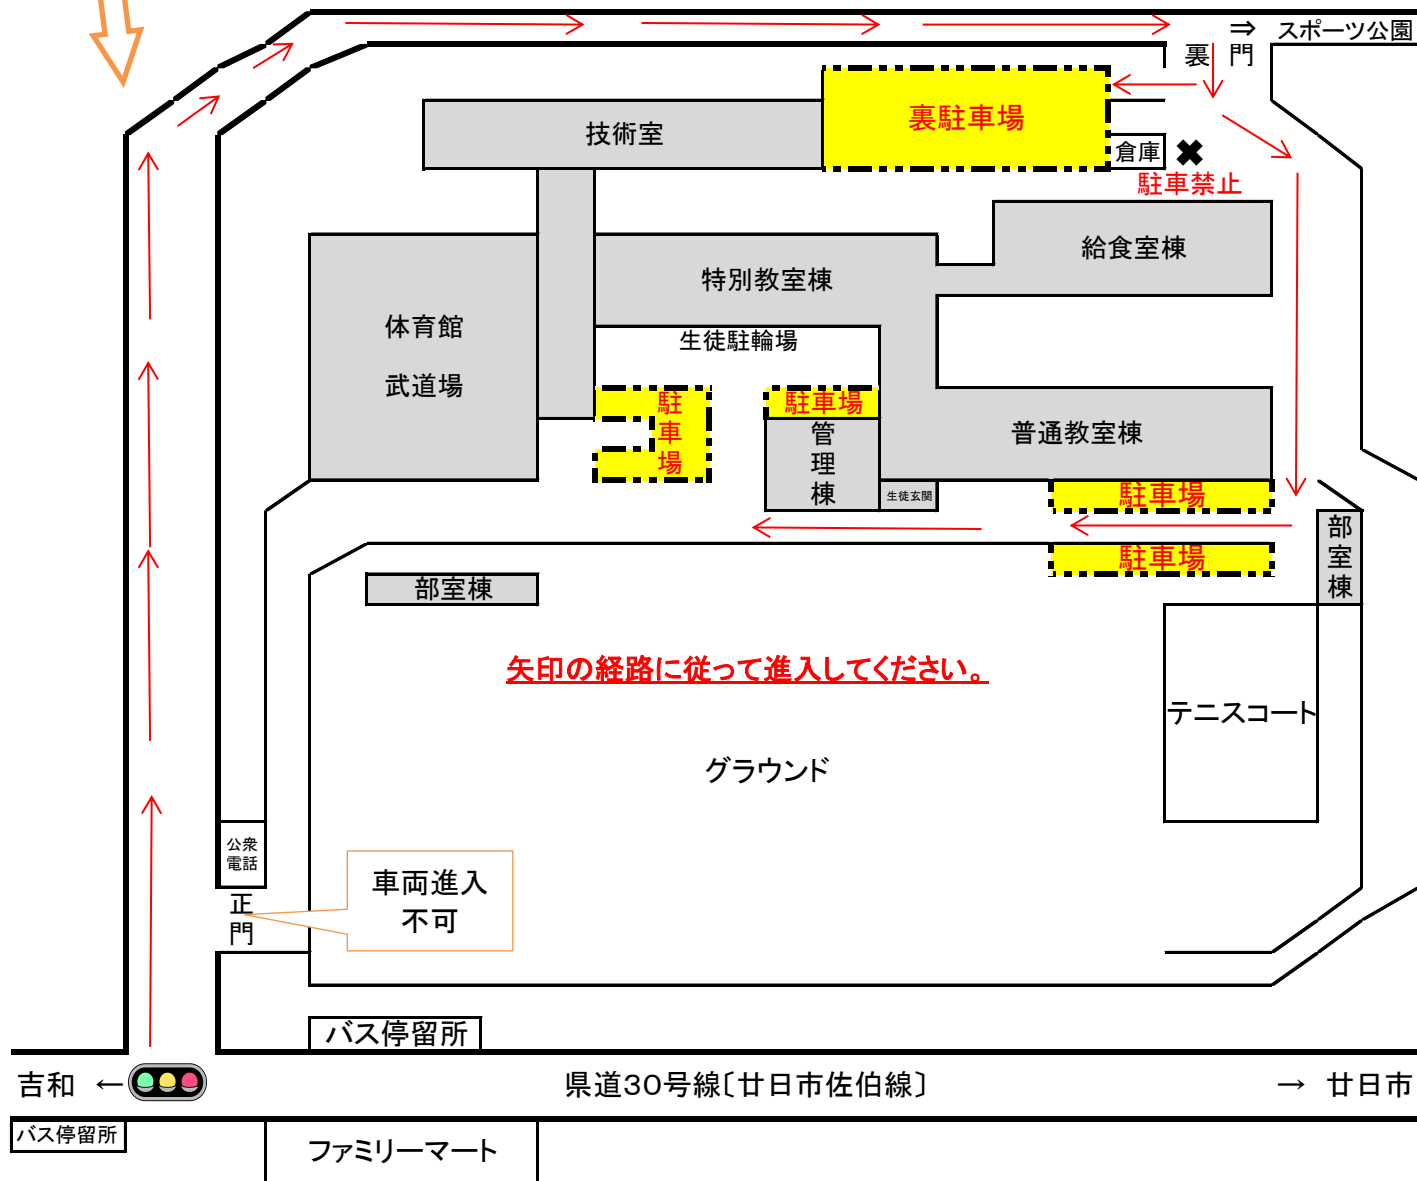 ⇒ スポーツ公園
裏 門
裏駐車場
技術室
倉庫 ✖
駐車禁止
給食室棟
特別教室棟
体育館
武道場
生徒駐輪場
駐車場
駐車場
管理棟
普通教室棟
生徒玄関
駐車場
駐車場
部室棟
部室棟
矢印の経路に従って進入してください。
テニスコート
グラウンド
公衆
電話
車両進入
不可
正門
バス停留所
吉和 ←
県道30号線〔廿日市佐伯線〕
→ 廿日市
バス停留所
ファミリーマート